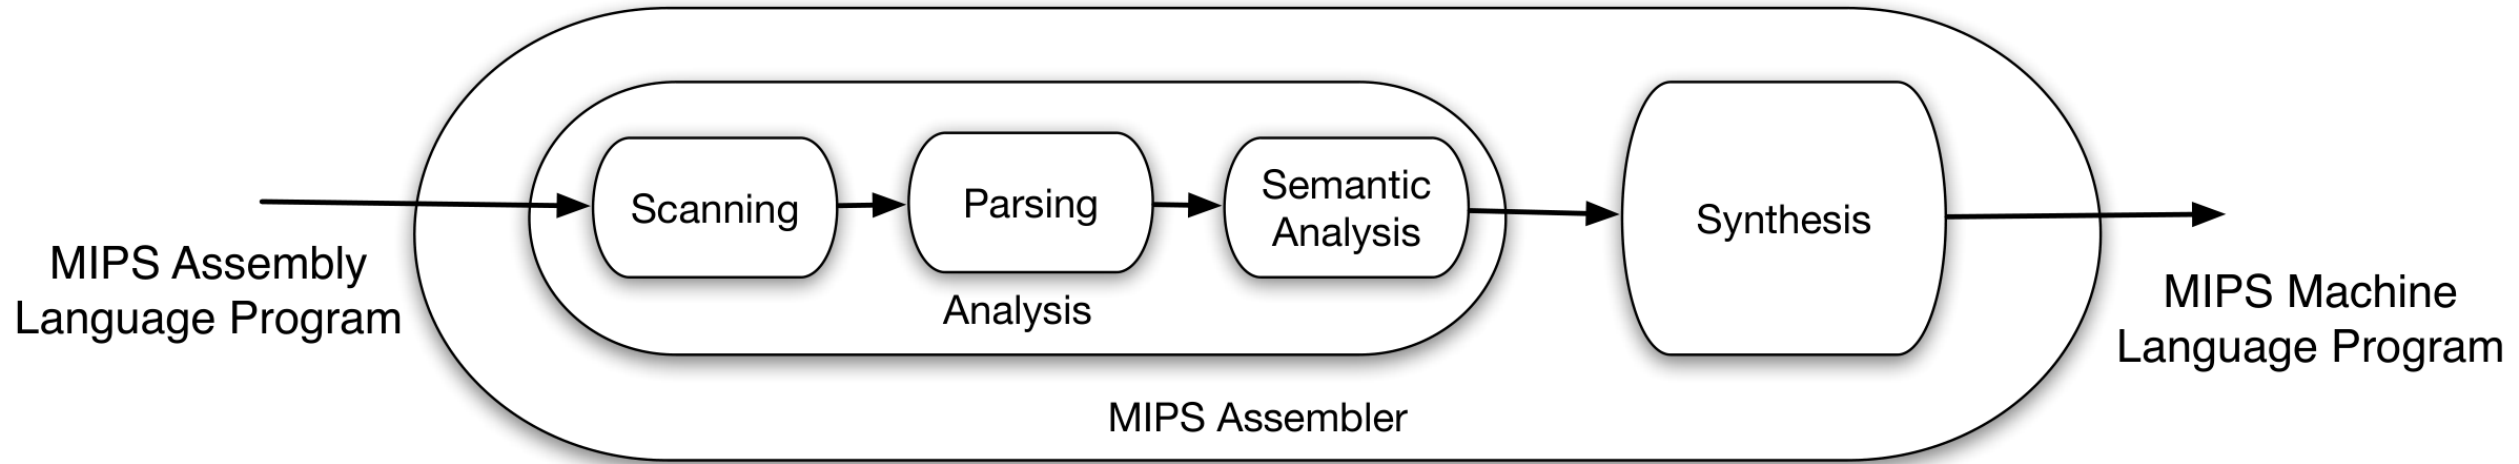 MIPS Assembly
Language Program
Scanning
Parsing
Semantic
Analysis
Analysis
Synthesis
MIPS Assembler
MIPS Machine
Language Program